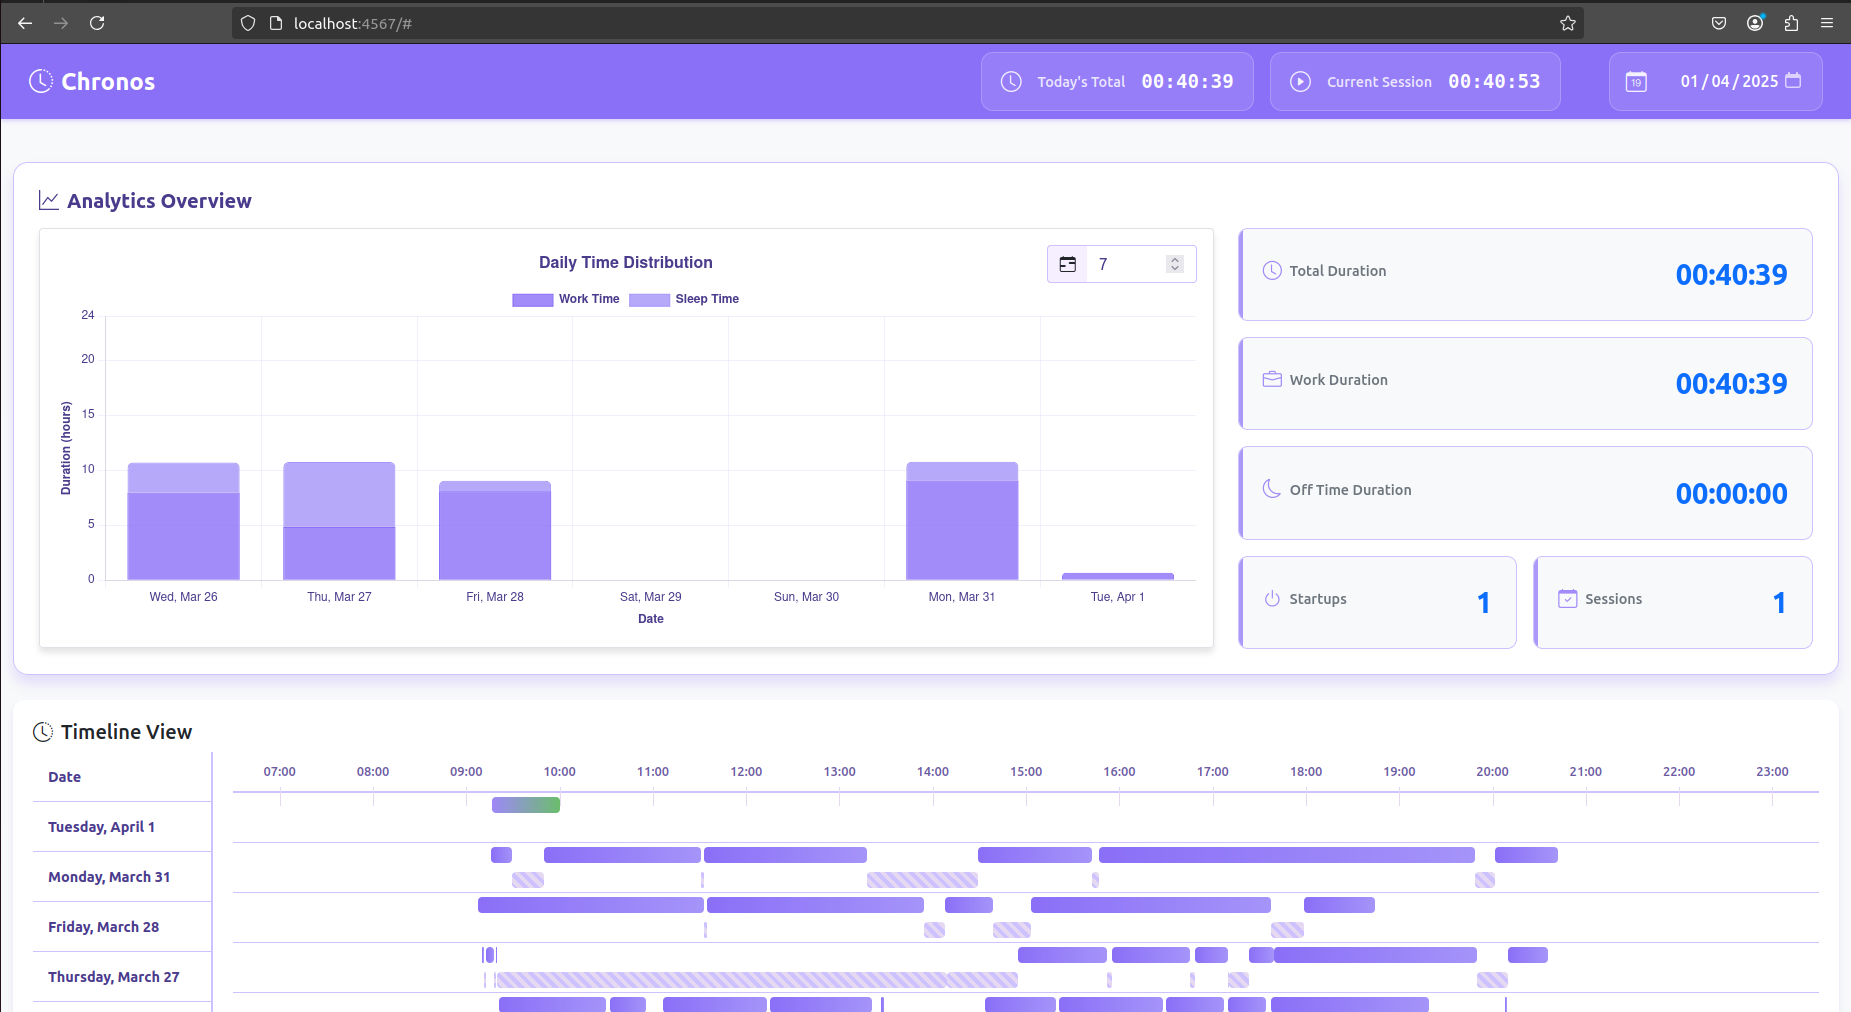 localhost:4567/#
Chronos
Today's Total 00:40:39
Current Session 00:40:53
19 01/04/2025
Analytics Overview
Daily Time Distribution
7
Work Time Sleep Time
24
20
15
10
5
0
Duration (hours)
Wed, Mar 26 Thu, Mar 27 Fri, Mar 28 Sat, Mar 29 Sun, Mar 30 Mon, Mar 31 Tue, Apr 1
Date
Total Duration 00:40:39
Work Duration 00:40:39
Off Time Duration 00:00:00
Startups 1
Sessions 1
Timeline View
Date 07:00 08:00 09:00 10:00 11:00 12:00 13:00 14:00 15:00 16:00 17:00 18:00 19:00 20:00 21:00 22:00 23:00
Tuesday, April 1
Monday, March 31
Friday, March 28
Thursday, March 27